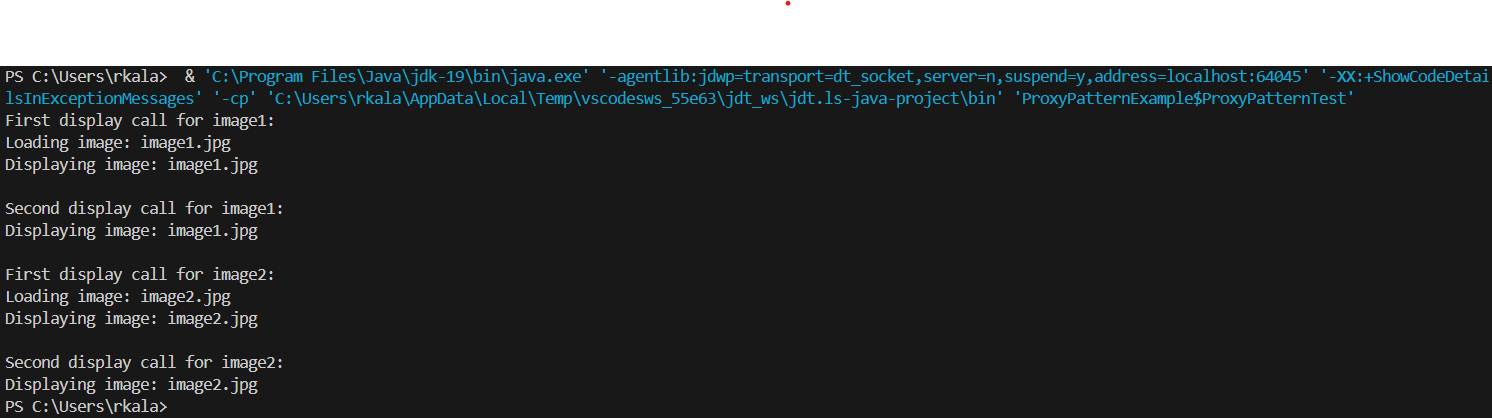 PS C:\Users\rkala>  & 'C:\Program Files\Java\jdk-19\bin\java.exe' '-agentlib:jdwp=transport=dt_socket,server=n,suspend=y,address=localhost:64045' '-XX:+ShowCodeDetai
lsInExceptionMessages' '-cp' 'C:\Users\rkala\AppData\Local\Temp\vscodesws_55e63\jdt_ws\jdt.ls-java-project\bin' 'ProxyPatternExample$ProxyPatternTest'
First display call for image1:
Loading image: image1.jpg
Displaying image: image1.jpg

Second display call for image1:
Displaying image: image1.jpg

First display call for image2:
Loading image: image2.jpg
Displaying image: image2.jpg

Second display call for image2:
Displaying image: image2.jpg
PS C:\Users\rkala>